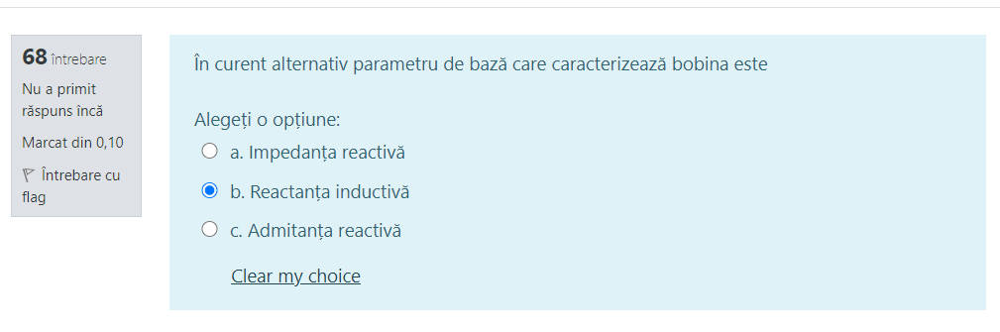 68 întrebare
Nu a primit
răspuns încă
Marcat din 0,10
Întrebare cu
flag
În curent alternativ parametru de bază care caracterizează bobina este
Alegeți o opțiune:
a. Impedanța reactivă
b. Reactanța inductivă
c. Admitanța reactivă
Clear my choice